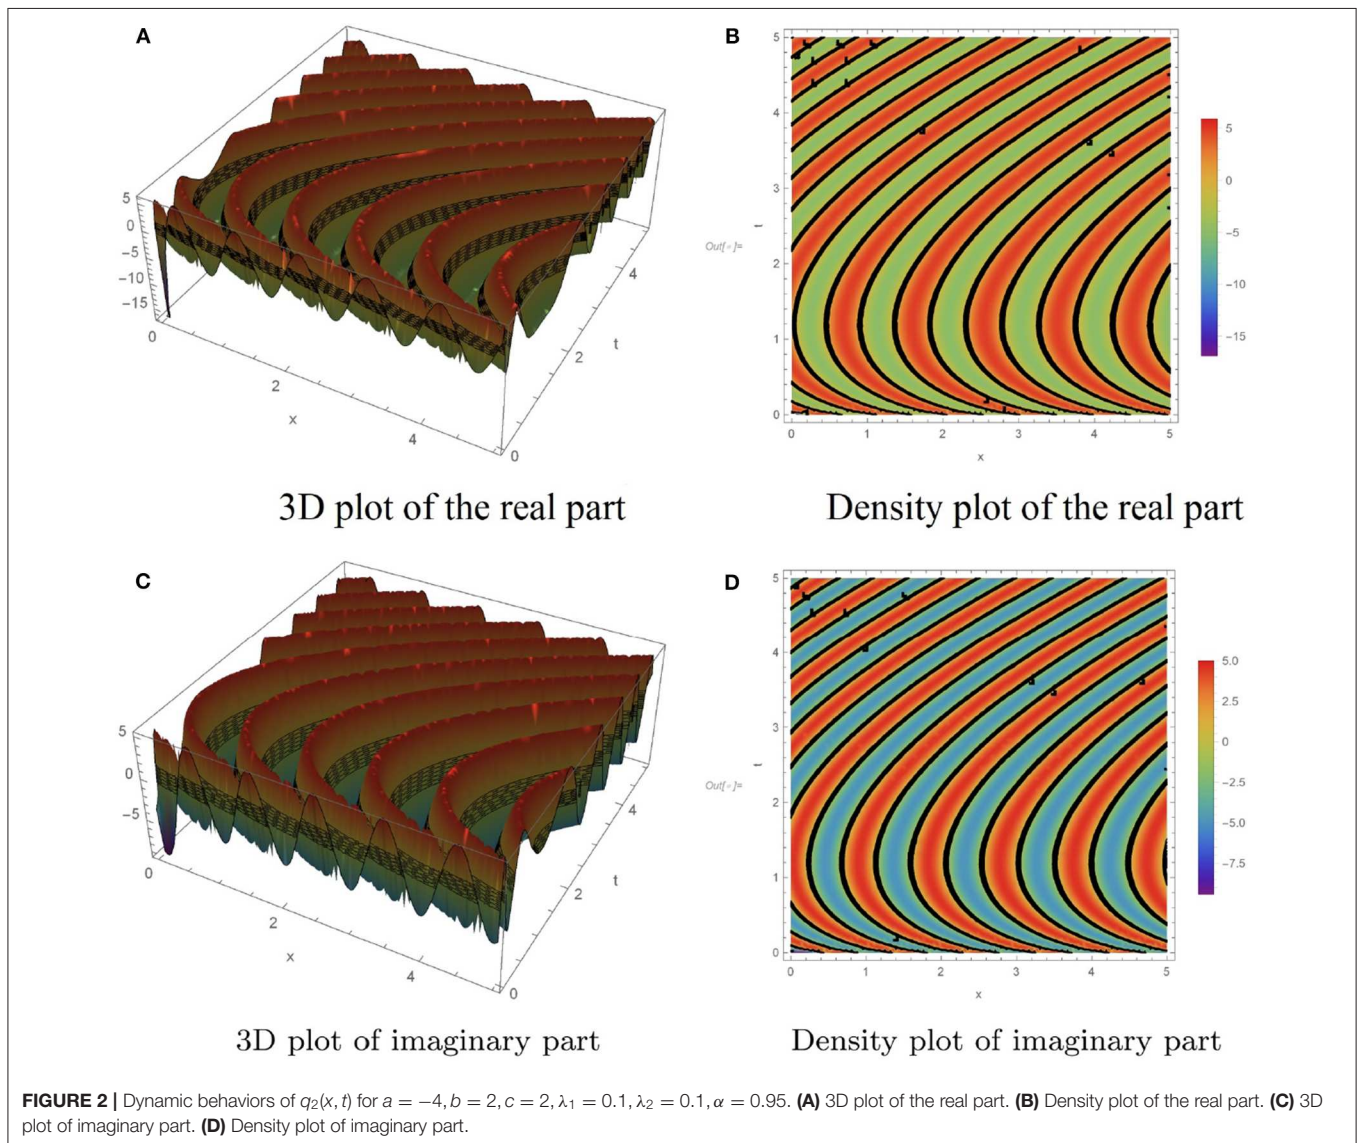 A
5
0
−5
−10
−15
0
2
4
x
0
2
4
t
3D plot of the real part
B
5
4
3
2
1
0
t
Out[ ]=
0 1 2 3 4 5
x
5
0
−5
−10
−15
Density plot of the real part
C
5
0
−5
0
2
4
x
0
2
4
t
3D plot of imaginary part
D
5
4
3
2
1
0
t
Out[ ]=
0 1 2 3 4 5
x
5.0
2.5
0
−2.5
−5.0
−7.5
Density plot of imaginary part
FIGURE 2 | Dynamic behaviors of q₂(x, t) for a = −4, b = 2, c = 2, λ₁ = 0.1, λ₂ = 0.1, α = 0.95. (A) 3D plot of the real part. (B) Density plot of the real part. (C) 3D
plot of imaginary part. (D) Density plot of imaginary part.